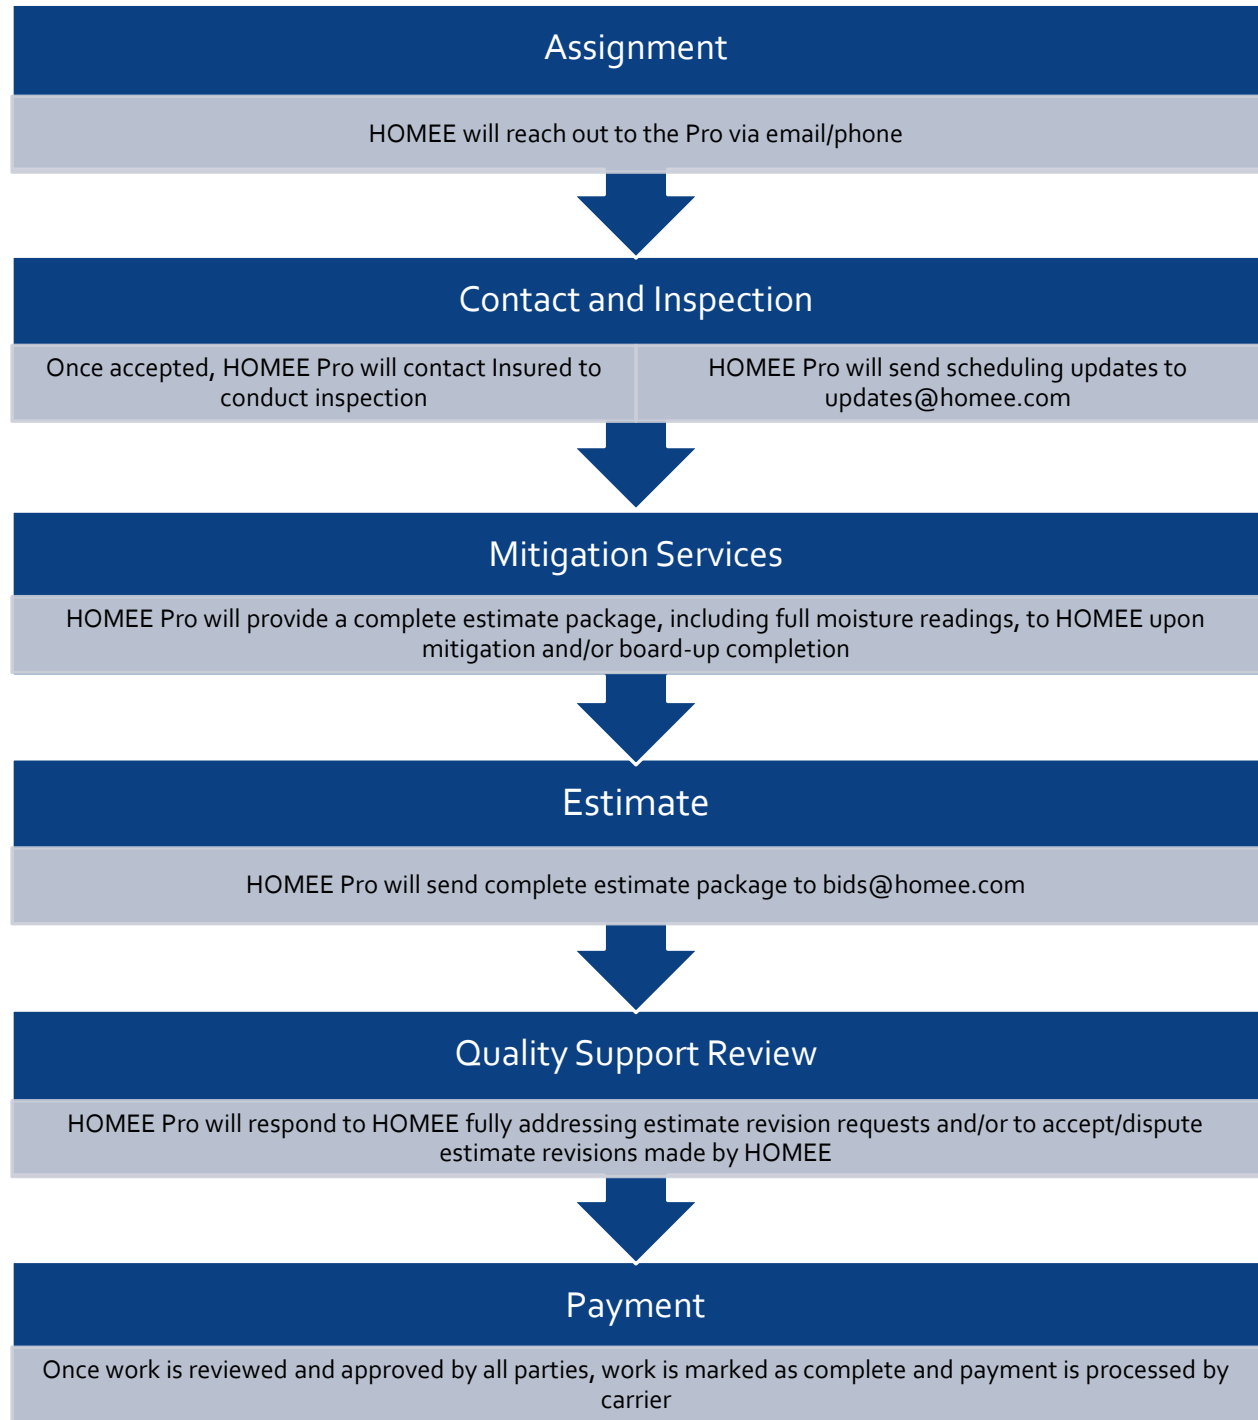 Assignment
HOMEE will reach out to the Pro via email/phone
Contact and Inspection
Once accepted, HOMEE Pro will contact Insured to
conduct inspection
HOMEE Pro will send scheduling updates to
updates@homee.com
Mitigation Services
HOMEE Pro will provide a complete estimate package, including full moisture readings, to HOMEE upon
mitigation and/or board-up completion
Estimate
HOMEE Pro will send complete estimate package to bids@homee.com
Quality Support Review
HOMEE Pro will respond to HOMEE fully addressing estimate revision requests and/or to accept/dispute
estimate revisions made by HOMEE
Payment
Once work is reviewed and approved by all parties, work is marked as complete and payment is processed by
carrier